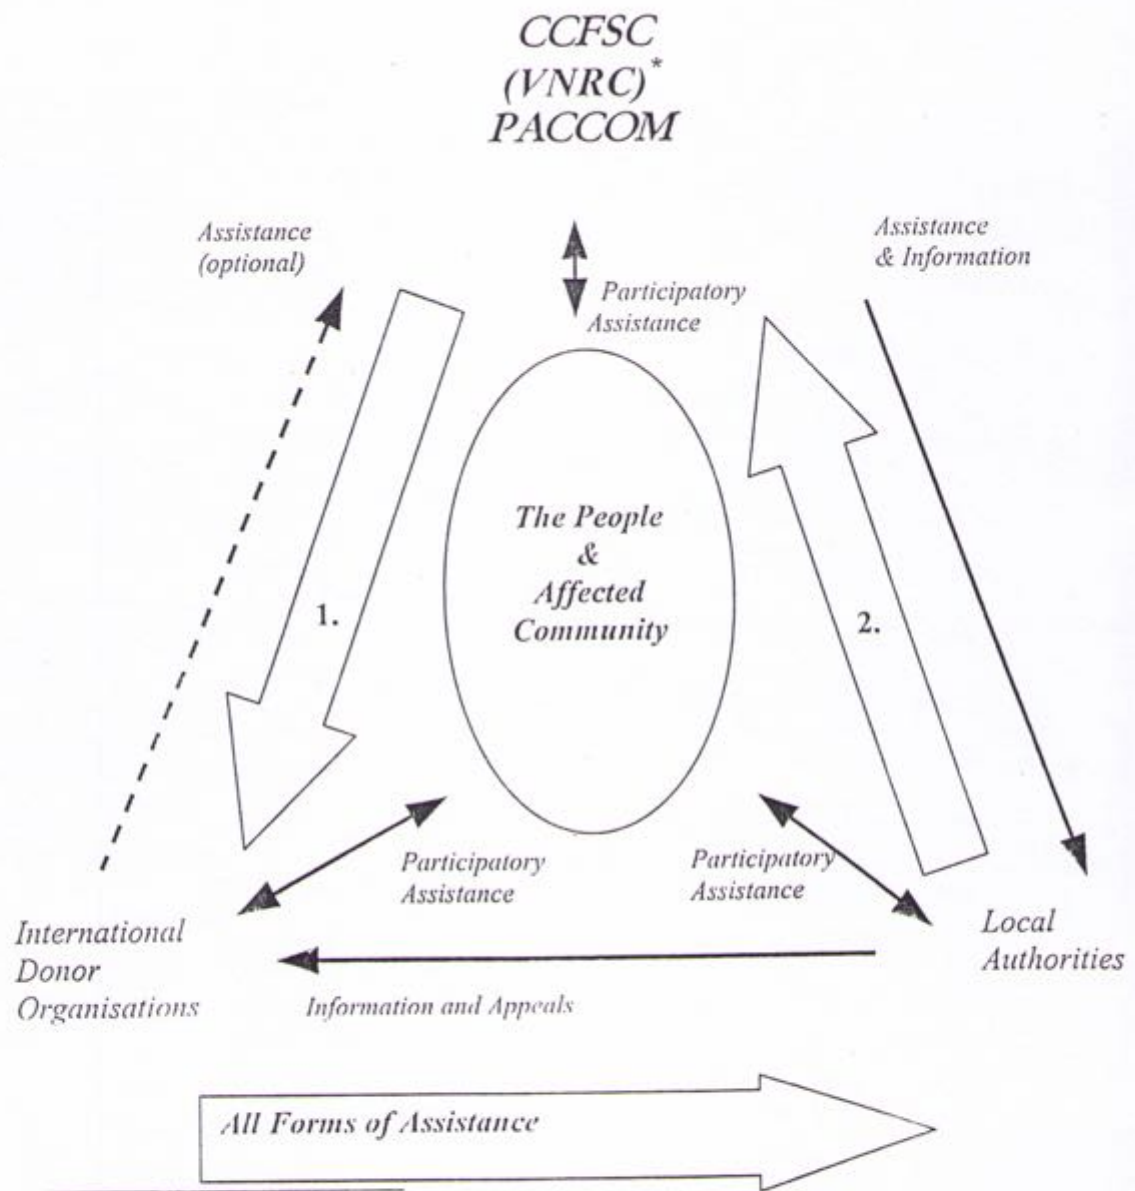 CCFSC
(VNRC)*
PACCOM
Assistance
(optional)
Assistance
& Information
Participatory
Assistance
The People
&
Affected
Community
1.
2.
Participatory
Assistance
Participatory
Assistance
International
Donor
Organisations
Local
Authorities
Information and Appeals
All Forms of Assistance